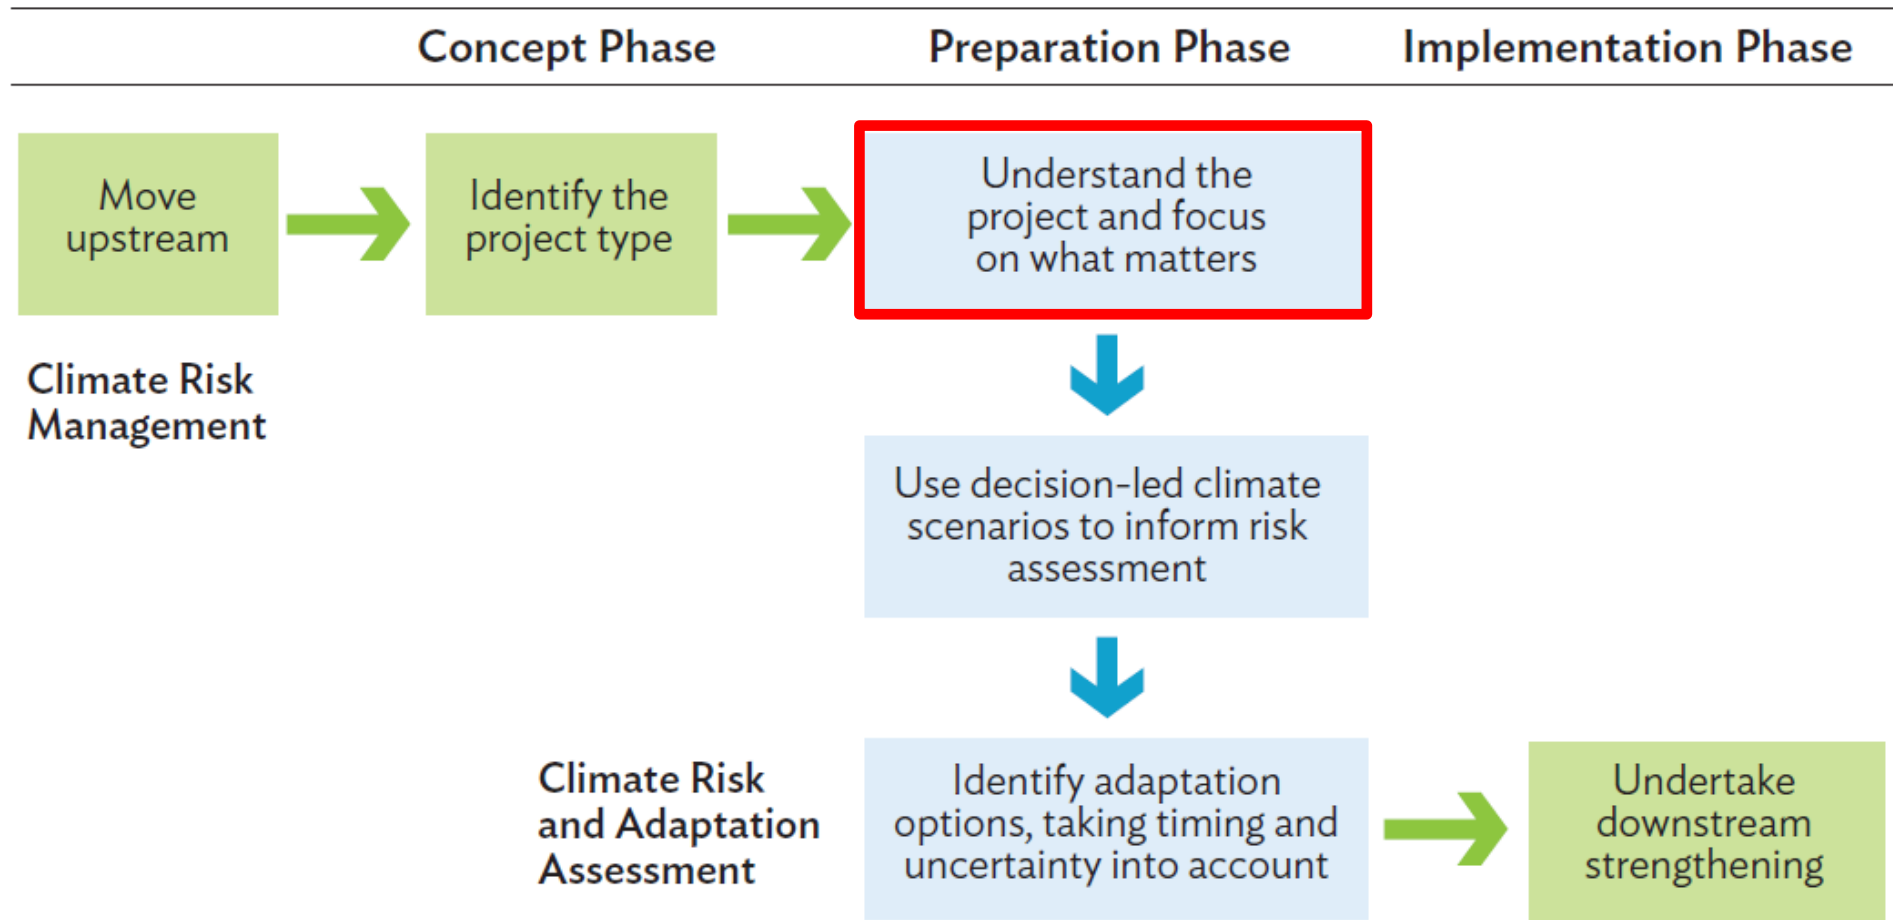 Concept Phase
Preparation Phase
Implementation Phase
Move
upstream
Identify the
project type
Understand the
project and focus
on what matters
Climate Risk
Management
Use decision-led climate
scenarios to inform risk
assessment
Climate Risk
and Adaptation
Assessment
Identify adaptation
options, taking timing and
uncertainty into account
Undertake
downstream
strengthening